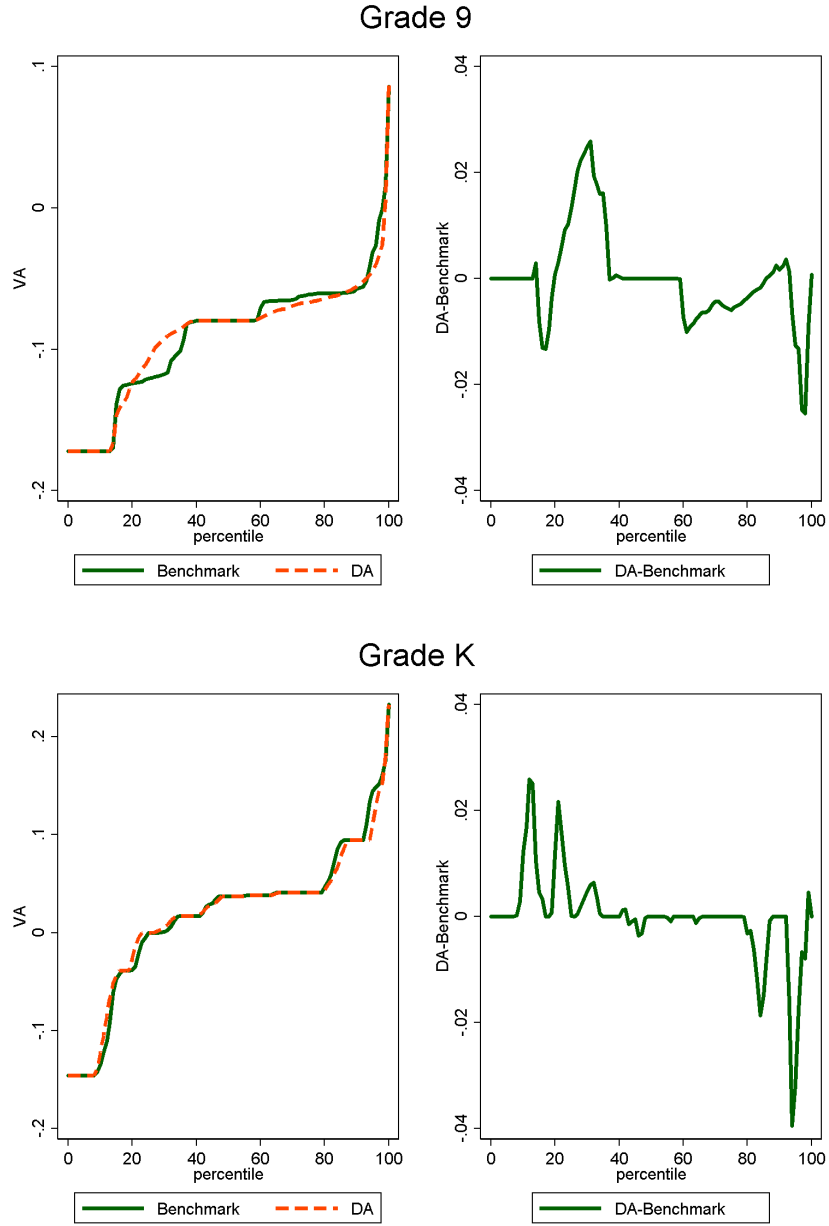 Grade 9
.1
0
-.1
-.2
VA
0 20 40 60 80 100
percentile
Benchmark DA
.04
.02
0
-.02
-.04
DA-Benchmark
0 20 40 60 80 100
percentile
DA-Benchmark
Grade K
.2
.1
0
-.1
-.2
VA
0 20 40 60 80 100
percentile
Benchmark DA
.04
.02
0
-.02
-.04
DA-Benchmark
0 20 40 60 80 100
percentile
DA-Benchmark